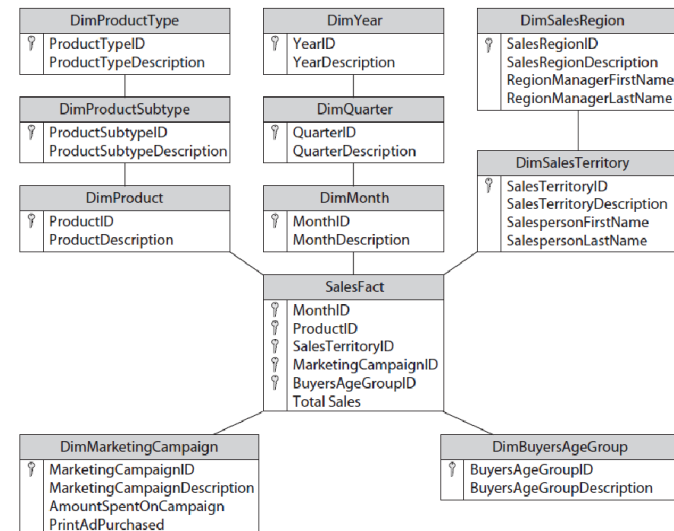 DimProductType
ProductTypeID
ProductTypeDescription
DimYear
YearID
YearDescription
DimSalesRegion
SalesRegionID
SalesRegionDescription
RegionManagerFirstName
RegionManagerLastName
DimProductSubtype
ProductSubtypeID
ProductSubtypeDescription
DimQuarter
QuarterID
QuarterDescription
DimSalesTerritory
SalesTerritoryID
SalesTerritoryDescription
SalespersonFirstName
SalespersonLastName
DimProduct
ProductID
ProductDescription
DimMonth
MonthID
MonthDescription
SalesFact
MonthID
ProductID
SalesTerritoryID
MarketingCampaignID
BuyersAgeGroupID
Total Sales
DimMarketingCampaign
MarketingCampaignID
MarketingCampaignDescription
AmountSpentOnCampaign
PrintAdPurchased
DimBuyersAgeGroup
BuyersAgeGroupID
BuyersAgeGroupDescription